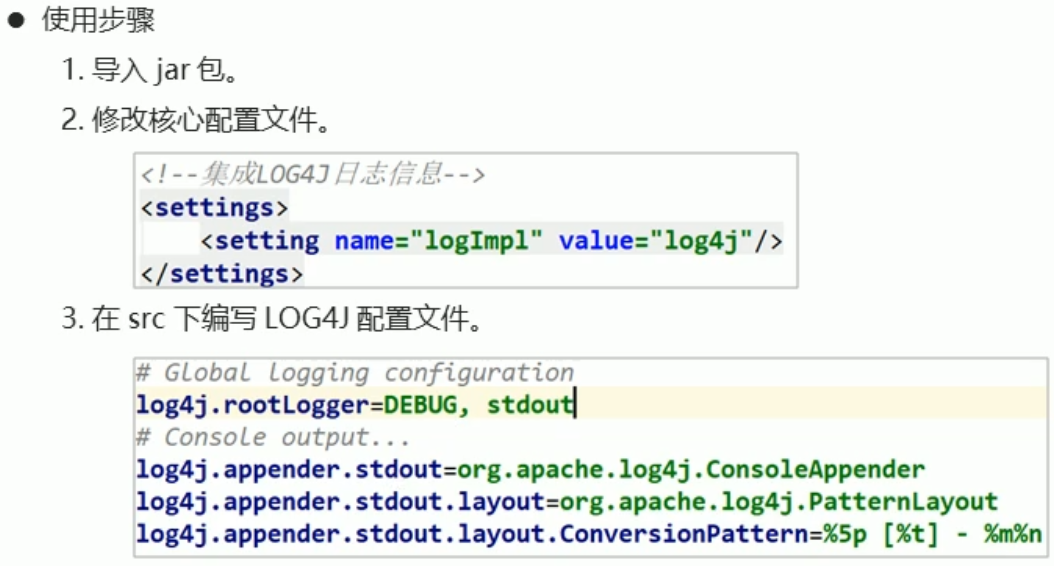 ● 使用步骤
1. 导入 jar 包。
2. 修改核心配置文件。
<!--集成LOG4J日志信息-->
<settings>
    <setting name="logImpl" value="log4j"/>
</settings>
3. 在 src 下编写 LOG4J 配置文件。
# Global logging configuration
log4j.rootLogger=DEBUG, stdout
# Console output...
log4j.appender.stdout=org.apache.log4j.ConsoleAppender
log4j.appender.stdout.layout=org.apache.log4j.PatternLayout
log4j.appender.stdout.layout.ConversionPattern=%5p [%t] - %m%n